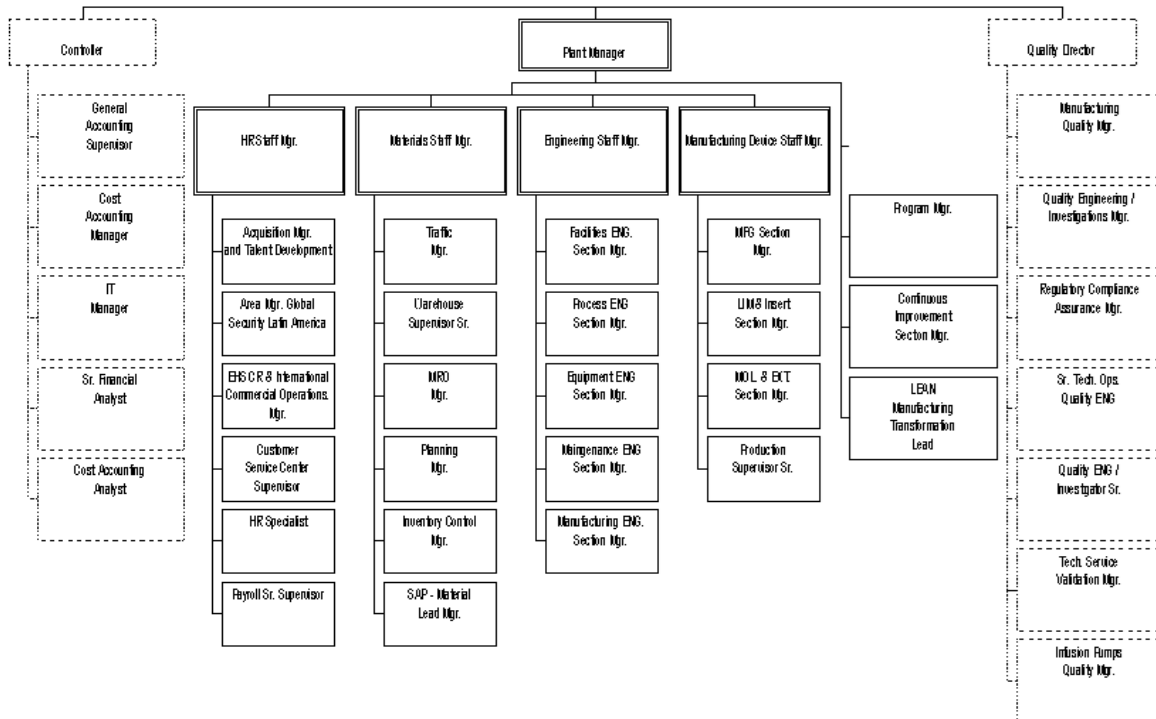 Controller
Plant Manager
Quality Director
General
Accounting
Supervisor
Cost
Accounting
Manager
IT
Manager
Sr. Financial
Analyst
Cost Accounting
Analyst
HR Staff Mgr.
Acquisition Mgr.
and Talent Development
Area Mgr. Global
Security Latin America
EHS CR & International
Commercial Operations.
Mgr.
Customer
Service Center
Supervisor
HR Specialist
Payroll Sr. Supervisor
Materials Staff Mgr.
Traffic
Mgr.
Warehouse
Supervisor Sr.
MRO
Mgr.
Planning
Mgr.
Inventory Control
Mgr.
SAP - Material
Lead Mgr.
Engineering Staff Mgr.
Facilities ENG.
Section Mgr.
Process ENG
Section Mgr.
Equipment ENG
Section Mgr.
Maingenance ENG
Section Mgr.
Manufacturing ENG.
Section Mgr.
Manufacturing Device Staff Mgr.
MFG Section
Mgr.
& Insert
Section Mgr.
MOL & EXT
Section Mgr.
Production
Supervisor Sr.
Program Mgr.
Continuous
Improvement
Section Mgr.
LEAN
Manufacturing
Transformation
Lead
Manufacturing
Quality Mgr.
Quality Engineering /
Investigations Mgr.
Regulatory Compliance
Assurance Mgr.
Sr. Tech. Ops.
Quality ENG
Quality ENG /
Investigator Sr.
Tech. Service
Validation Mgr.
Infusion Pumps
Quality Mgr.